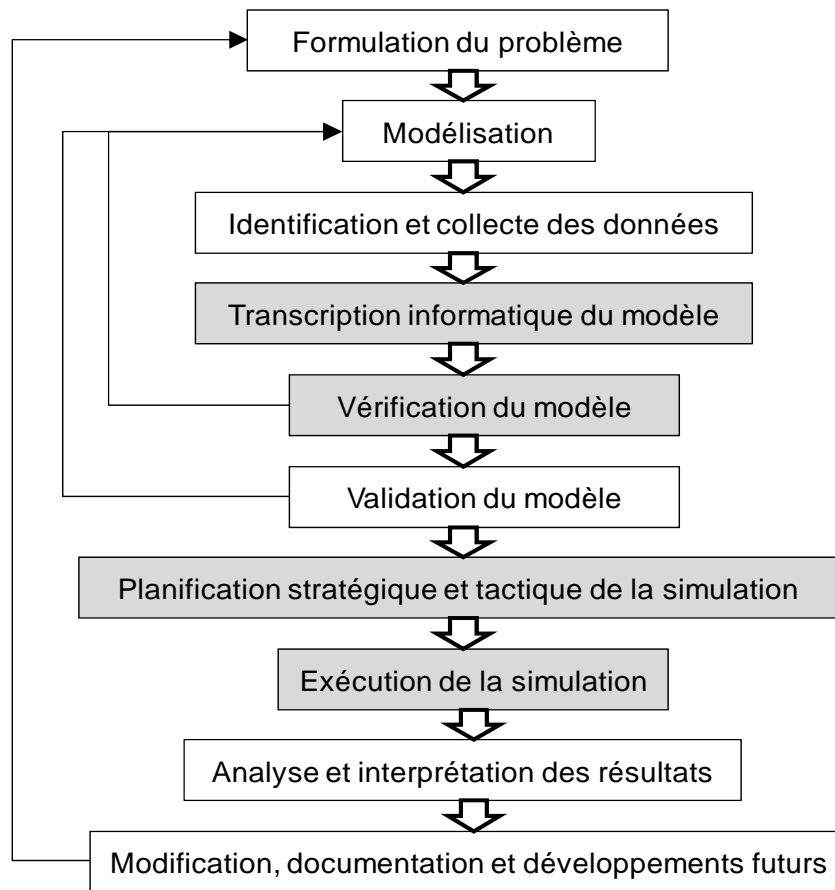 Formulation du problème
Modélisation
Identification et collecte des données
Transcription informatique du modèle
Vérification du modèle
Validation du modèle
Planification stratégique et tactique de la simulation
Exécution de la simulation
Analyse et interprétation des résultats
Modification, documentation et développements futurs